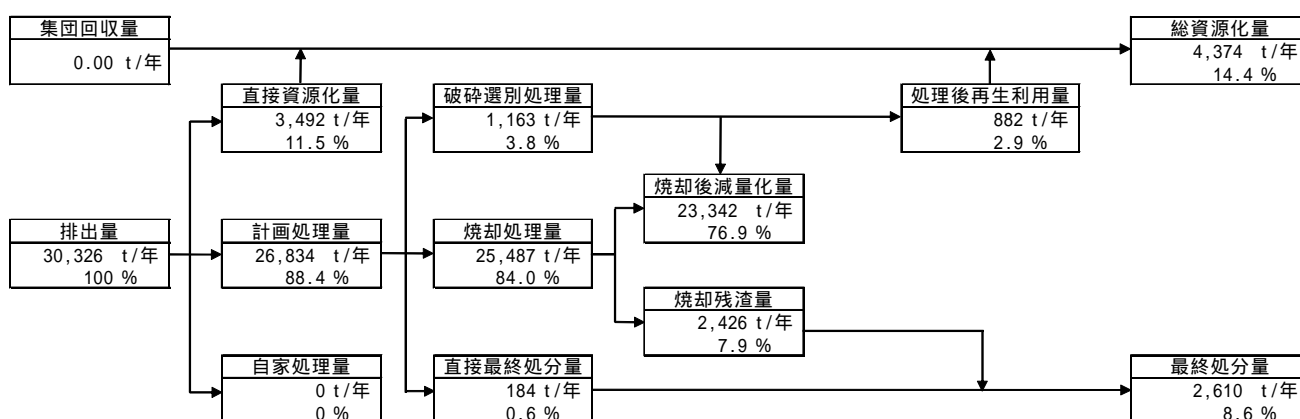 集団回収量
0.00 t/年
総資源化量
4,374 t/年
14.4 %
直接資源化量
3,492 t/年
11.5 %
破砕選別処理量
1,163 t/年
3.8 %
処理後再生利用量
882 t/年
2.9 %
焼却後減量化量
23,342 t/年
76.9 %
排出量
30,326 t/年
100 %
計画処理量
26,834 t/年
88.4 %
焼却処理量
25,487 t/年
84.0 %
焼却残渣量
2,426 t/年
7.9 %
自家処理量
0 t/年
0 %
直接最終処分量
184 t/年
0.6 %
最終処分量
2,610 t/年
8.6 %